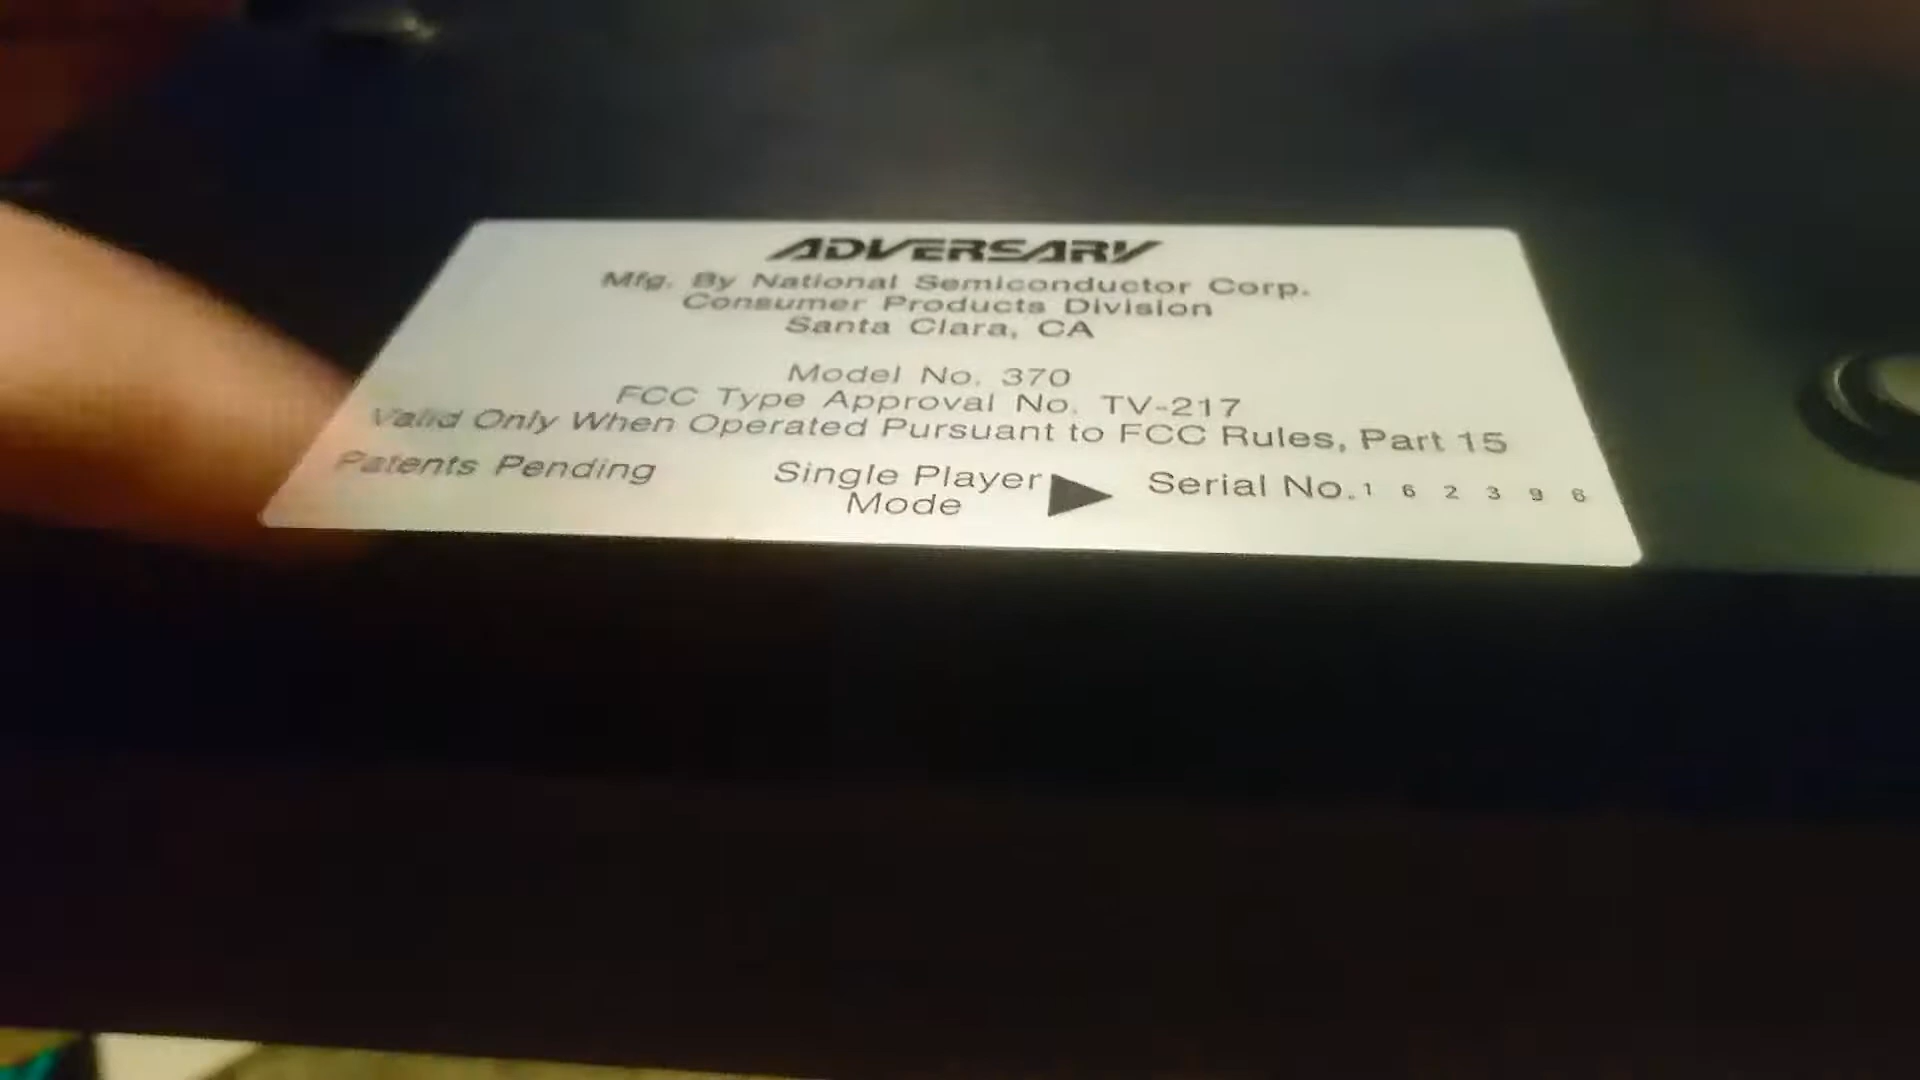 ADVERSARY
Mfg. By National Semiconductor Corp.
Consumer Products Division
Santa Clara, CA
Model No. 370
FCC Type Approval No. TV-217
Valid Only When Operated Pursuant to FCC Rules, Part 15
Patents Pending
Single Player
Mode
Serial No. 1 6 2 3 9 6